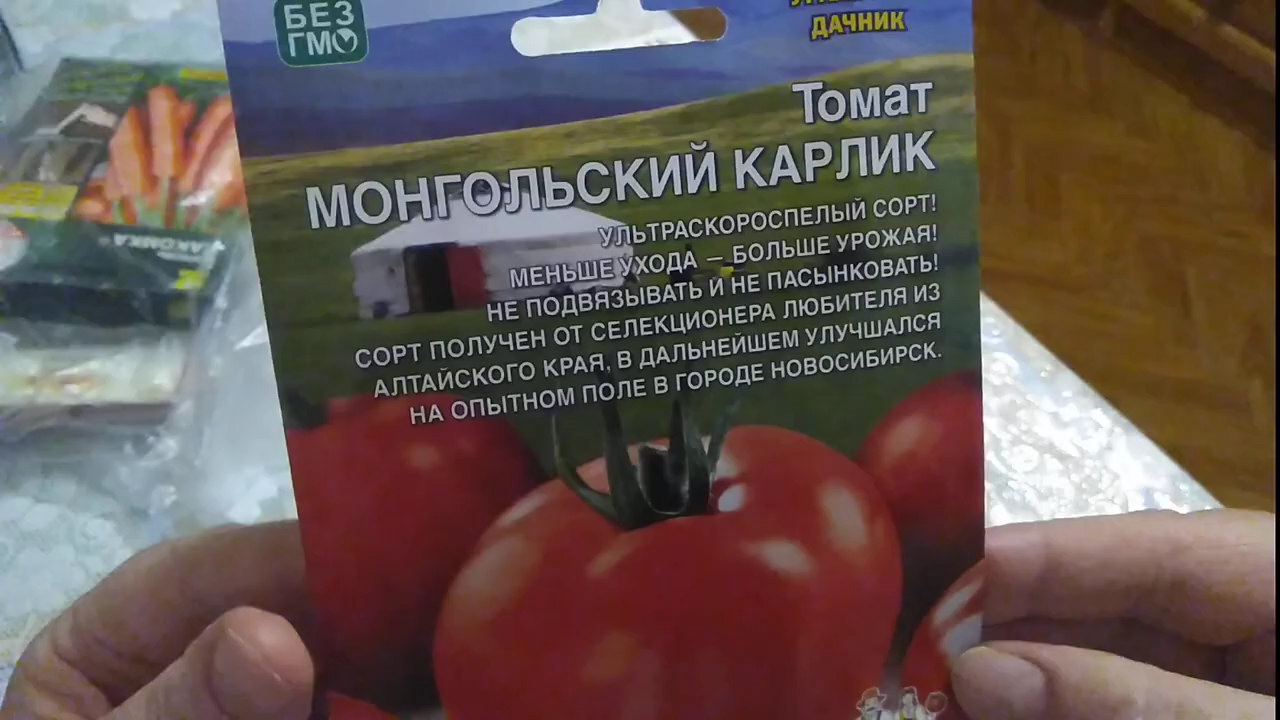 БЕЗ
ГМО
ДАЧНИК
Томат
МОНГОЛЬСКИЙ КАРЛИК
УЛЬТРАСКОРОСПЕЛЫЙ СОРТ!
МЕНЬШЕ УХОДА – БОЛЬШЕ УРОЖАЯ!
НЕ ПОДВЯЗЫВАТЬ И НЕ ПАСЫНКОВАТЬ!
СОРТ ПОЛУЧЕН ОТ СЕЛЕКЦИОНЕРА ЛЮБИТЕЛЯ ИЗ
АЛТАЙСКОГО КРАЯ, В ДАЛЬНЕЙШЕМ УЛУЧШАЛСЯ
НА ОПЫТНОМ ПОЛЕ В ГОРОДЕ НОВОСИБИРСК.
ЛАКОМКА